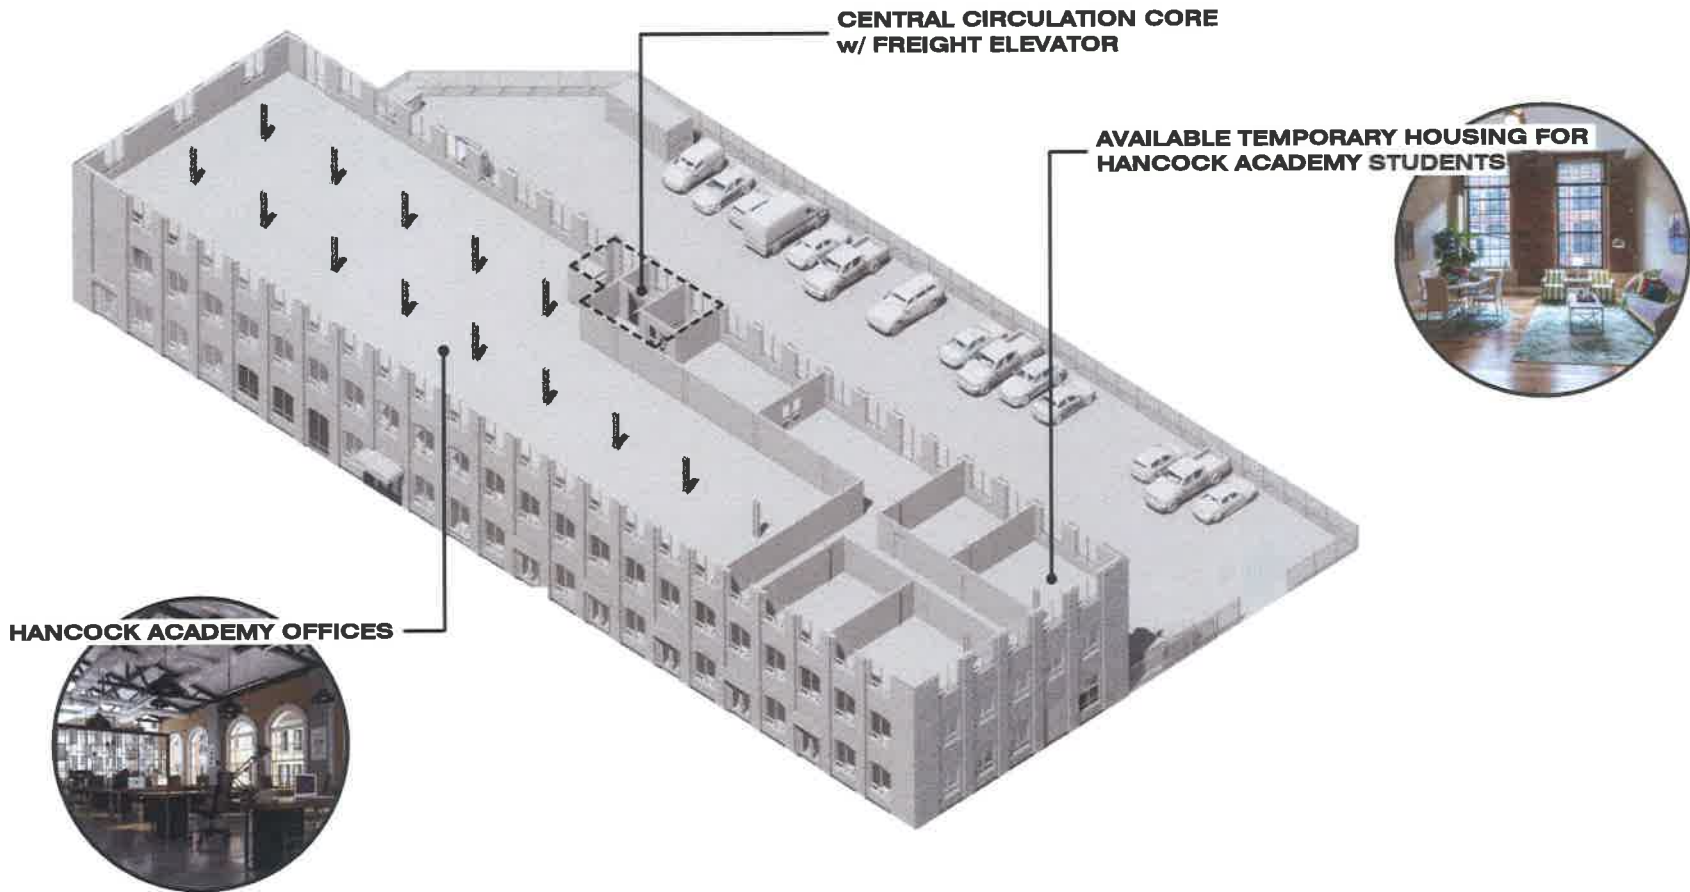 CENTRAL CIRCULATION CORE
w/ FREIGHT ELEVATOR
AVAILABLE TEMPORARY HOUSING FOR
HANCOCK ACADEMY STUDENTS
HANCOCK ACADEMY OFFICES